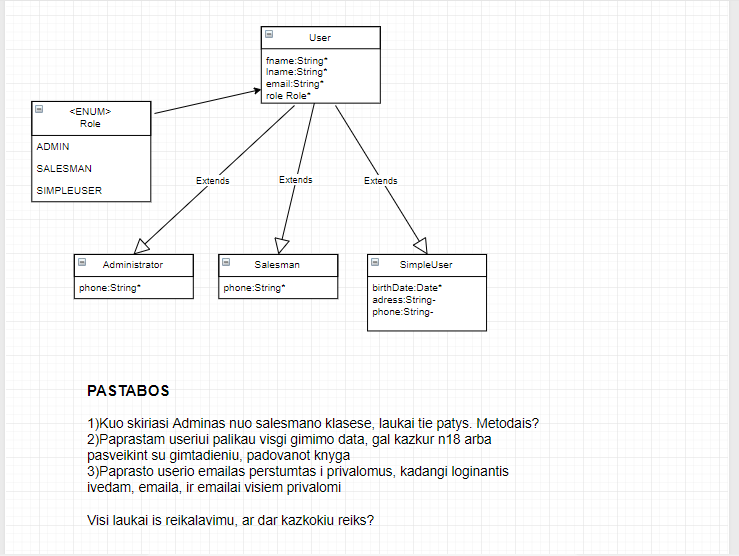 User
fname:String*
lname:String*
email:String*
role Role*
<ENUM>
Role
ADMIN
SALESMAN
SIMPLEUSER
Extends
Extends
Extends
Administrator
phone:String*
Salesman
phone:String*
SimpleUser
birthDate:Date*
adress:String-
phone:String-
PASTABOS
1)Kuo skiriasi Adminas nuo salesmano klasese, laukai tie patys. Metodais?
2)Paprastam useriui palikau visgi gimimo data, gal kazkur n18 arba
pasveikint su gimtadieniu, padovanot knyga
3)Paprasto userio emailas perstumtas i privalomus, kadangi loginantis
ivedam, emaila, ir emailai visiem privalomi
Visi laukai is reikalavimu, ar dar kazkokiu reiks?